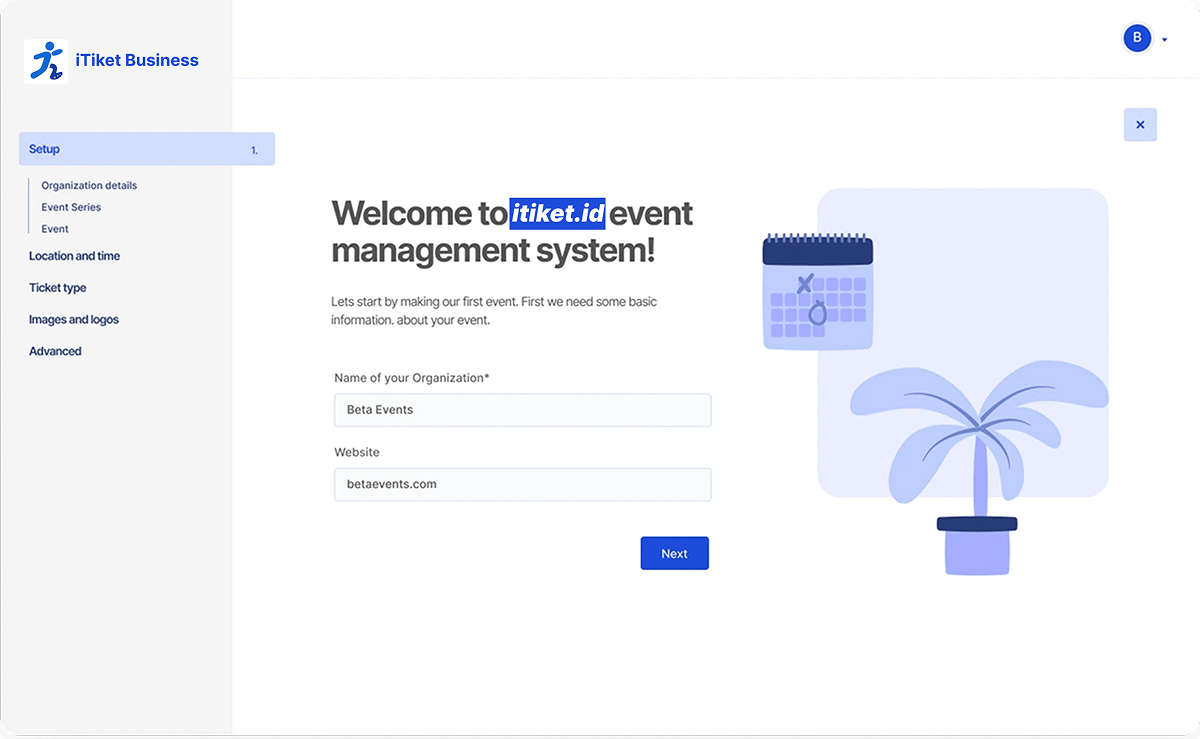 iTiket Business
B
Setup 1.
Organization details
Event Series
Event
Location and time
Ticket type
Images and logos
Advanced
×
Welcome to itiket.id event
management system!
Lets start by making our first event. First we need some basic
information. about your event.
Name of your Organization*
Beta Events
Website
betaevents.com
Next